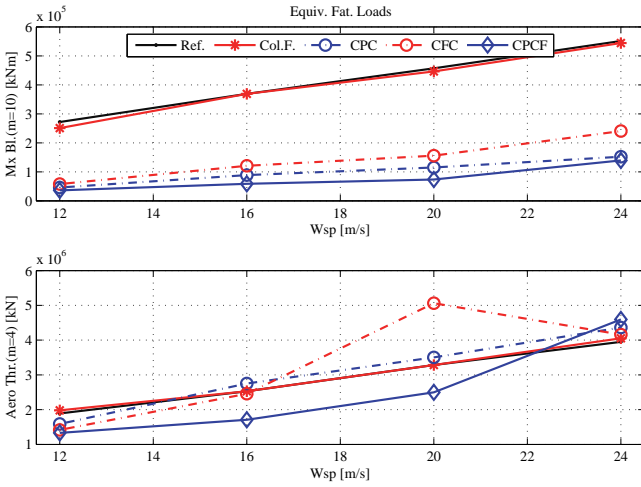 Equiv. Fat. Loads
x 10^5
Ref. Col.F. CPC CFC CPCF
Mx Bl.(m=10) [kNm]
6
5
4
3
2
1
0
12 14 16 18 20 22 24
Wsp [m/s]
x 10^6
Aero Thr.(m=4) [kN]
6
5
4
3
2
1
12 14 16 18 20 22 24
Wsp [m/s]